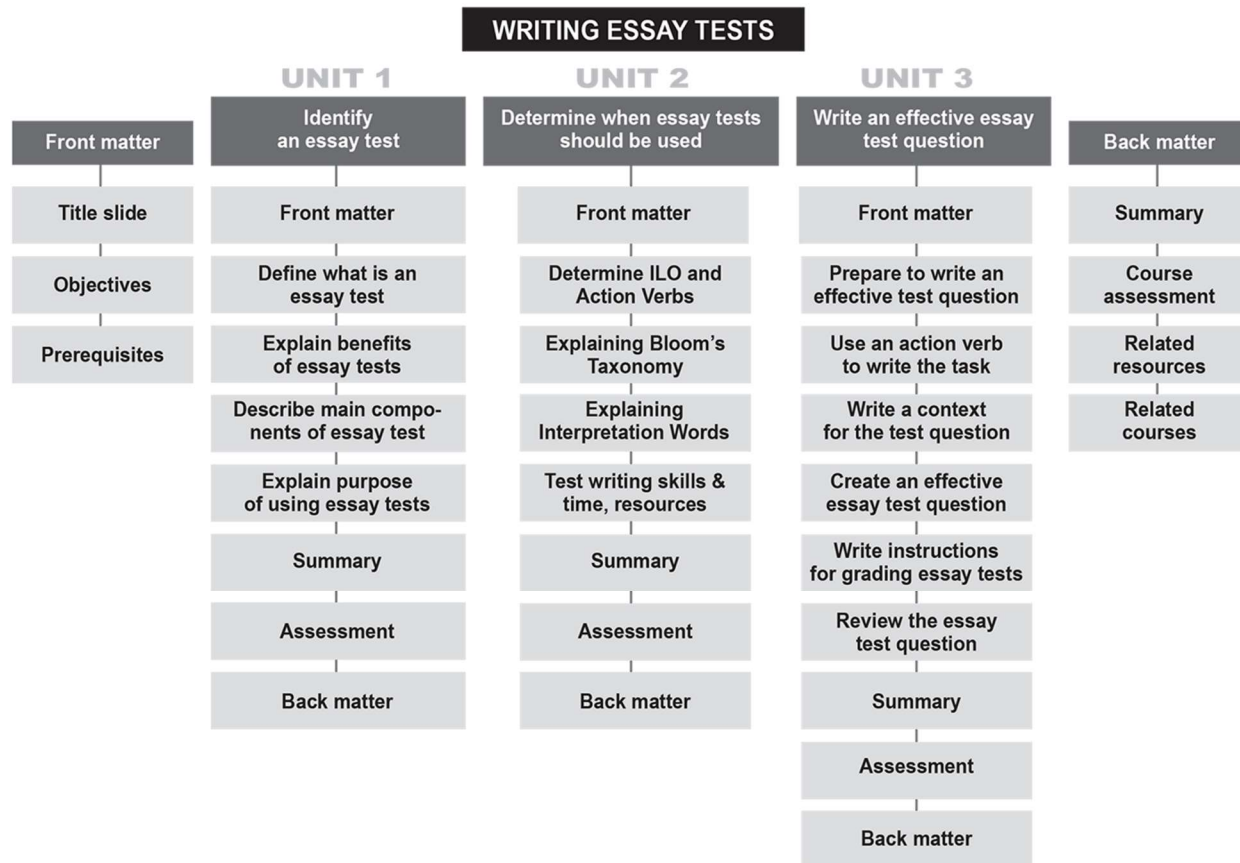 WRITING ESSAY TESTS
Front matter
Title slide
Objectives
Prerequisites
UNIT 1
Identify
an essay test
Front matter
Define what is an
essay test
Explain benefits
of essay tests
Describe main compo-
nents of essay test
Explain purpose
of using essay tests
Summary
Assessment
Back matter
UNIT 2
Determine when essay tests
should be used
Front matter
Determine ILO and
Action Verbs
Explaining Bloom's
Taxonomy
Explaining
Interpretation Words
Test writing skills &
time, resources
Summary
Assessment
Back matter
UNIT 3
Write an effective essay
test question
Front matter
Prepare to write an
effective test question
Use an action verb
to write the task
Write a context
for the test question
Create an effective
essay test question
Write instructions
for grading essay tests
Review the essay
test question
Summary
Assessment
Back matter
Back matter
Summary
Course
assessment
Related
resources
Related
courses